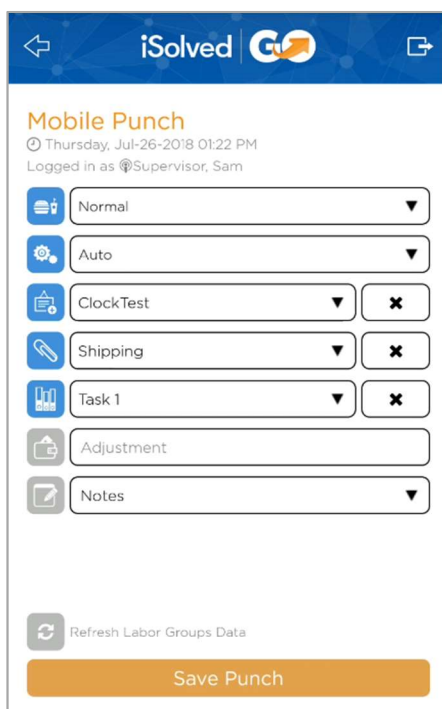 iSolved GO
Mobile Punch
Thursday, Jul-26-2018 01:22 PM
Logged in as Supervisor, Sam
Normal
Auto
ClockTest
Shipping
Task 1
Adjustment
Notes
Refresh Labor Groups Data
Save Punch